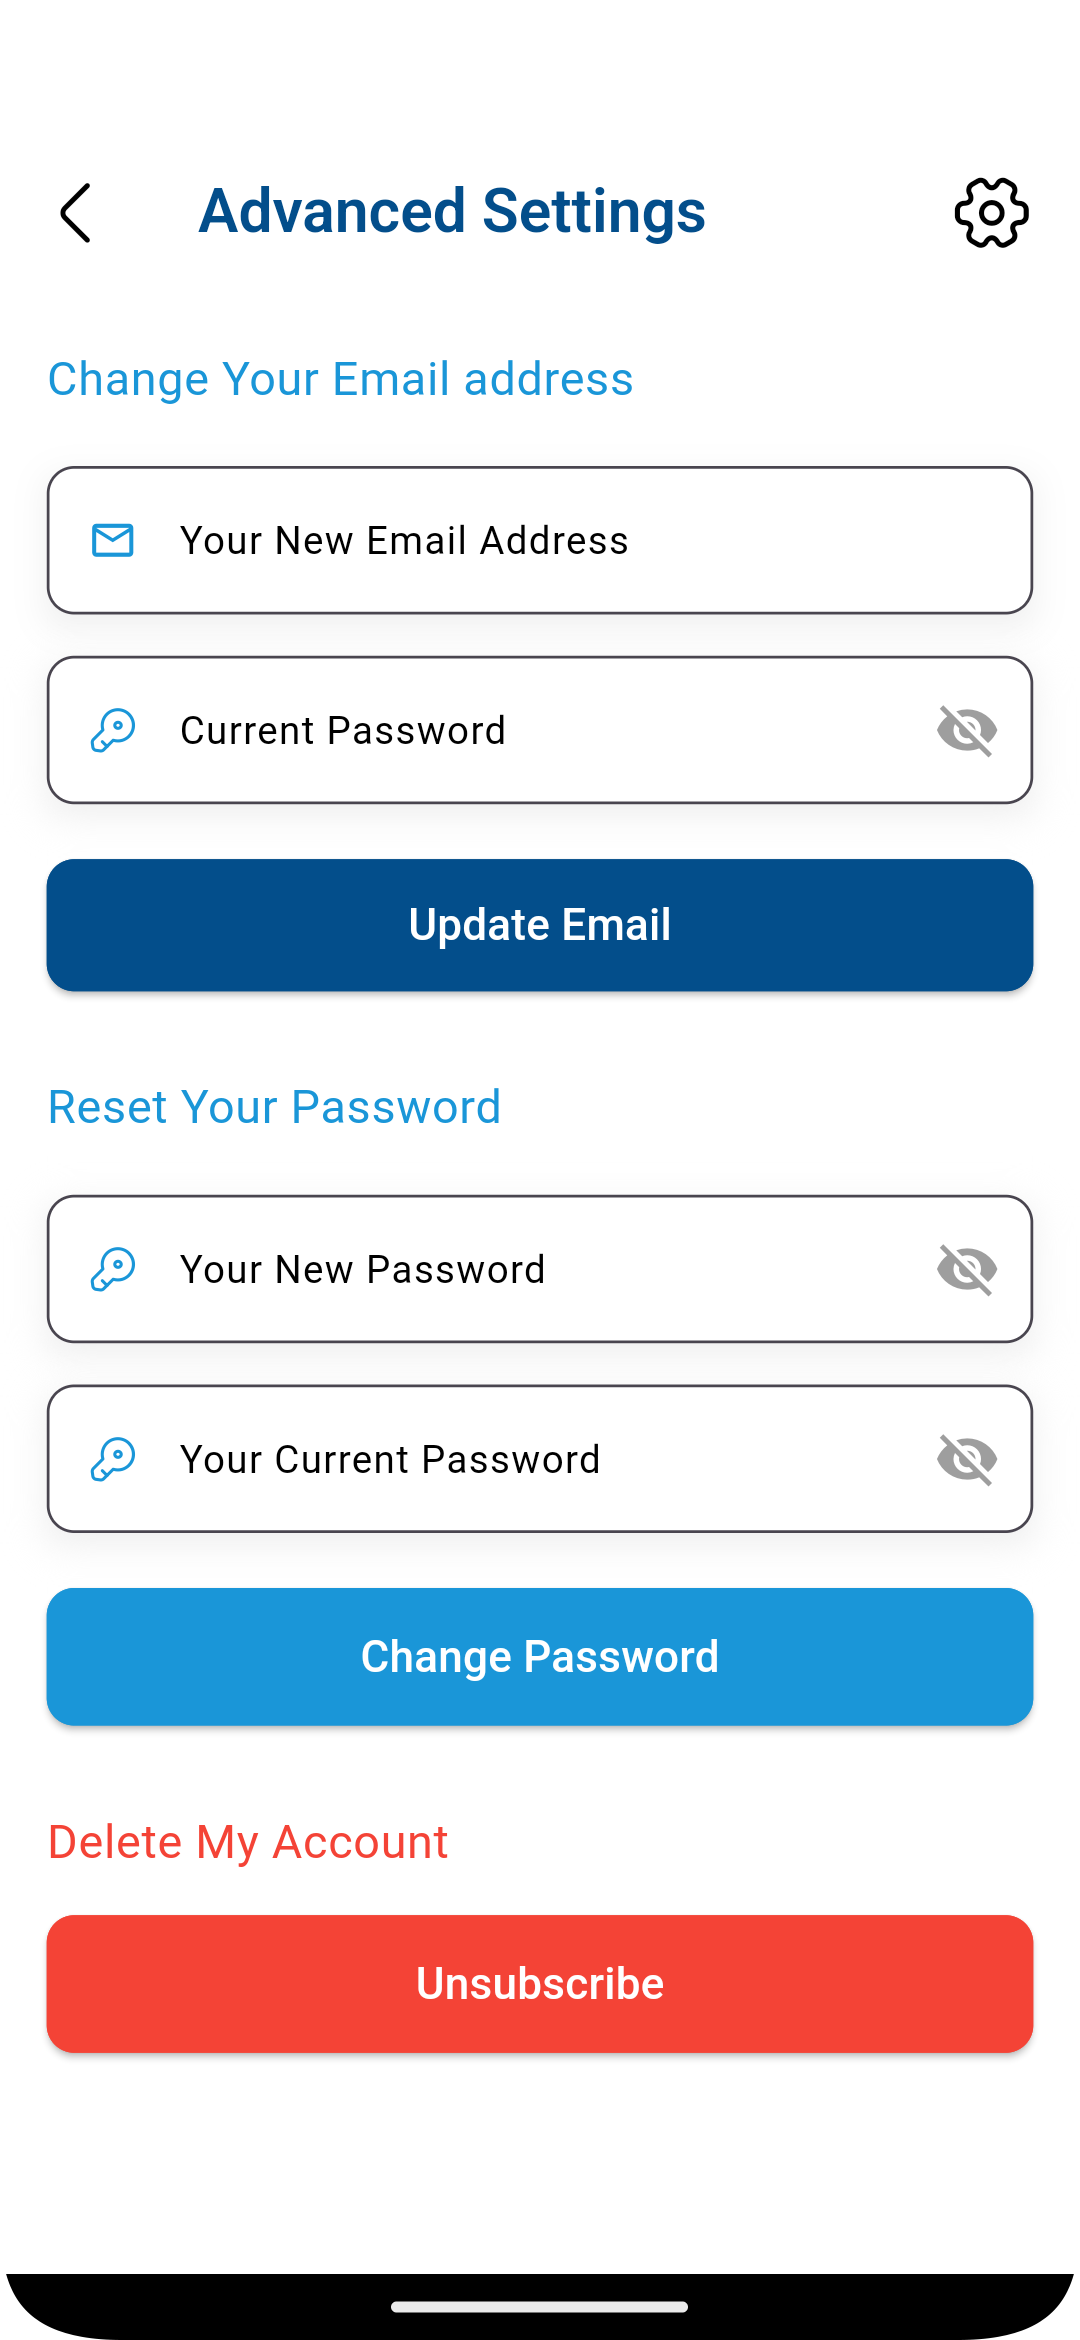 Advanced Settings
Change Your Email address
Your New Email Address
Current Password
Update Email
Reset Your Password
Your New Password
Your Current Password
Change Password
Delete My Account
Unsubscribe